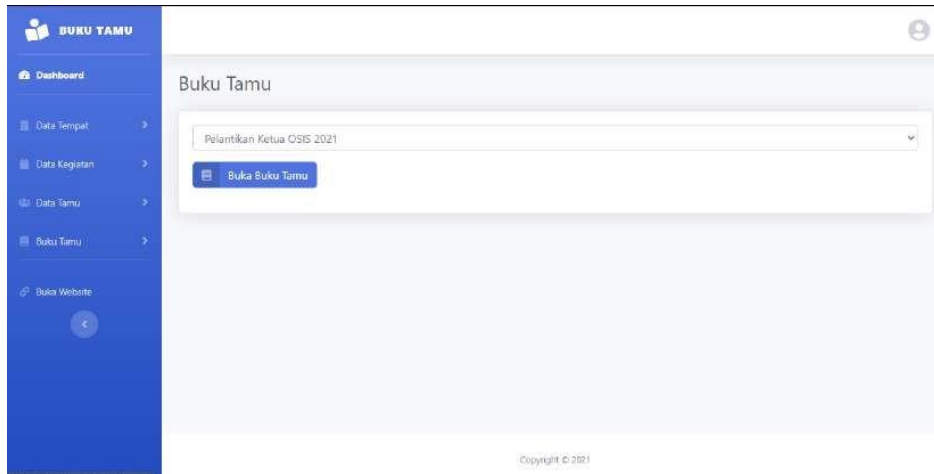 BUKU TAMU
Dashboard
Data Tempat
Data Kegiatan
Data Tamu
Buku Tamu
Buka Website
Buku Tamu
Pelantikan Ketua OSIS 2021
Buka Buku Tamu
Copyright © 2021